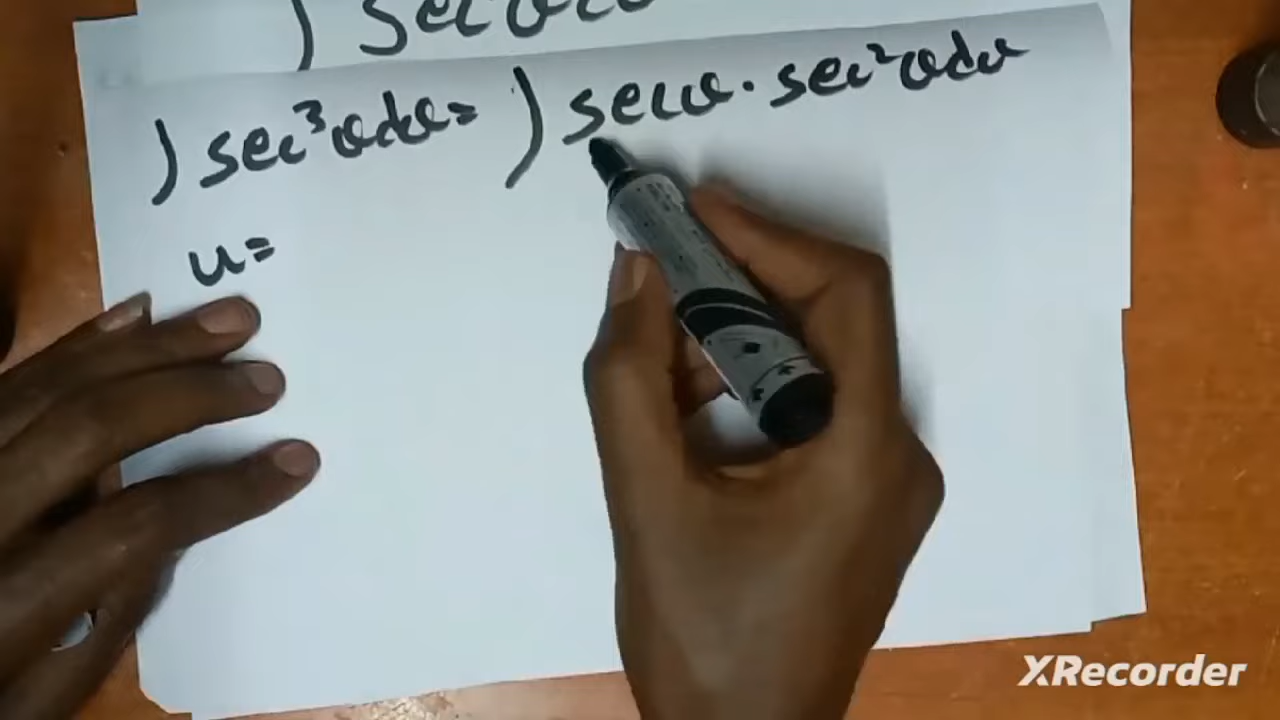 ∫ sec³θdθ = ∫ secθ · sec²θdθ
u =
XRecorder